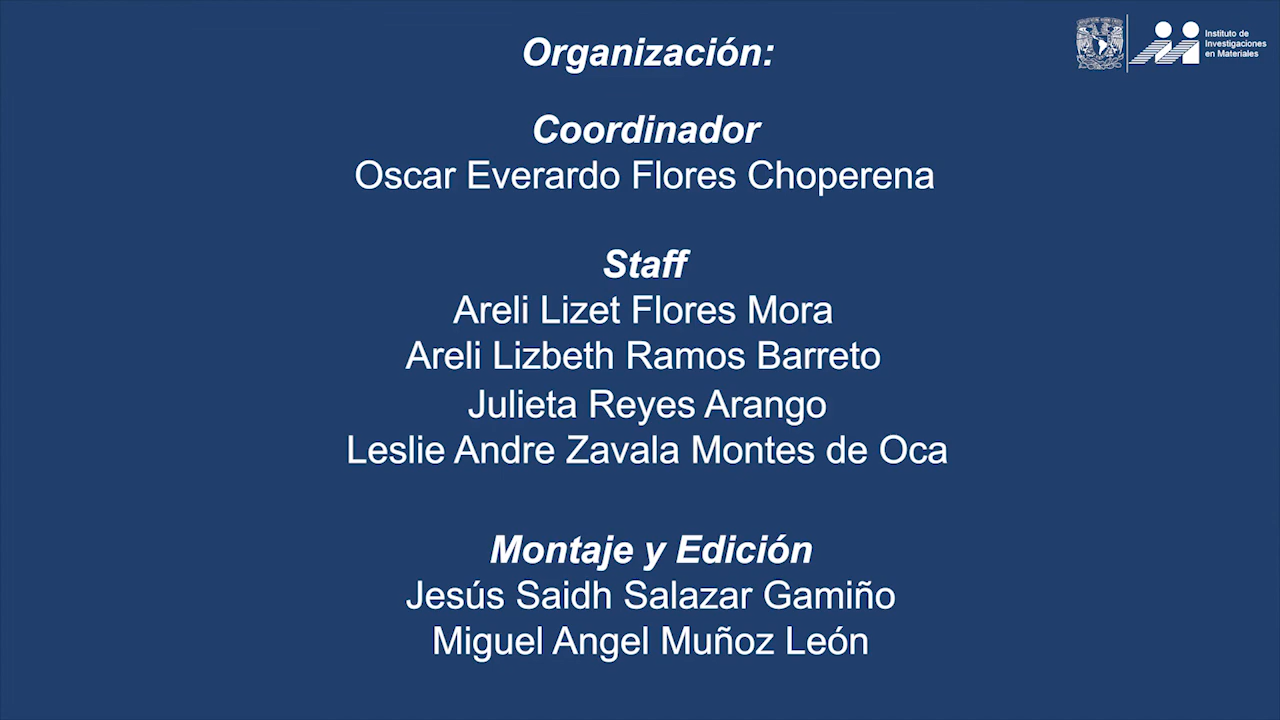 Organización:
Instituto de
Investigaciones
en Materiales
Coordinador
Oscar Everardo Flores Choperena
Staff
Areli Lizet Flores Mora
Areli Lizbeth Ramos Barreto
Julieta Reyes Arango
Leslie Andre Zavala Montes de Oca
Montaje y Edición
Jesús Saidh Salazar Gamiño
Miguel Angel Muñoz León